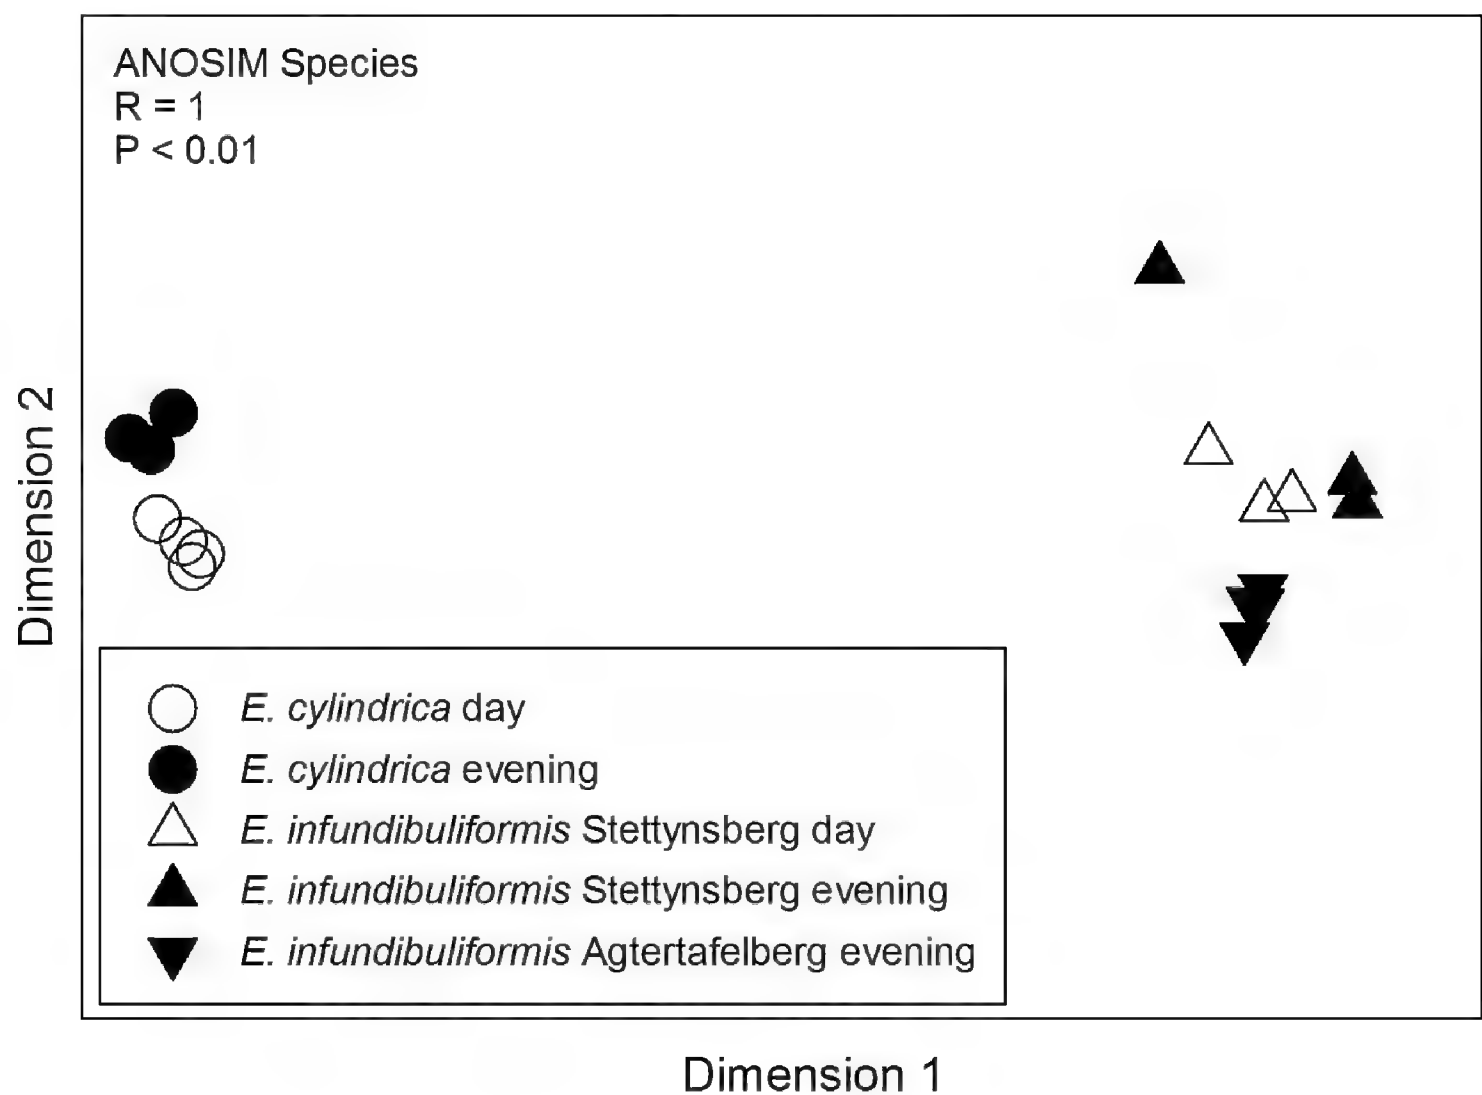 ANOSIM Species
R = 1
P < 0.01
Dimension 2
E. cylindrica day
E. cylindrica evening
E. infundibuliformis Stettynsberg day
E. infundibuliformis Stettynsberg evening
E. infundibuliformis Agtertafelberg evening
Dimension 1